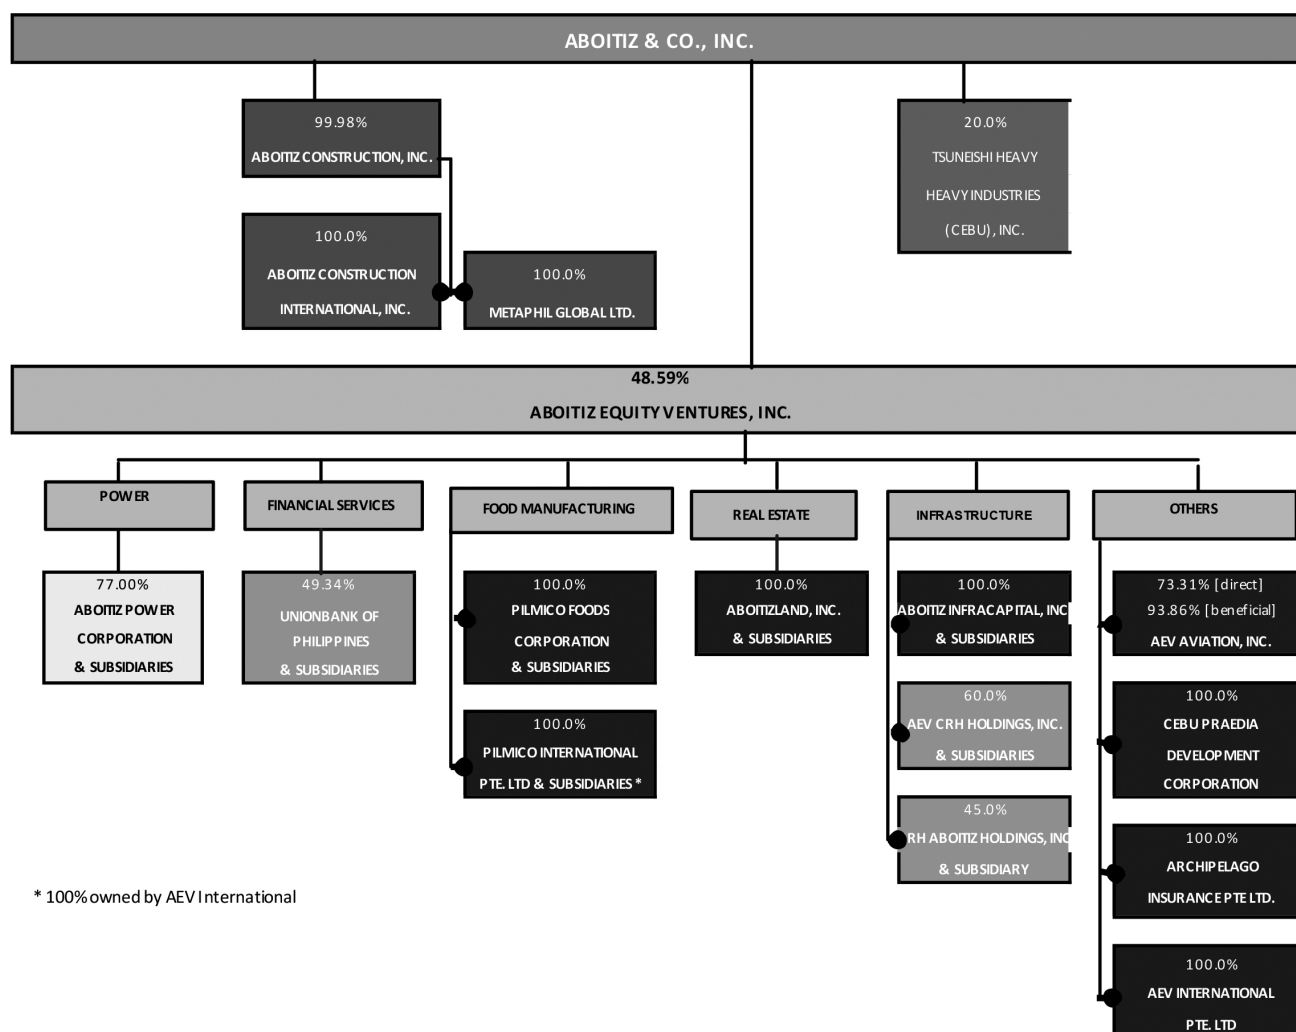 ABOITIZ & CO., INC.
99.98%
ABOITIZ CONSTRUCTION, INC.
20.0%
TSUNEISHI HEAVY
HEAVY INDUSTRIES
(CEBU), INC.
100.0%
ABOITIZ CONSTRUCTION
INTERNATIONAL, INC.
100.0%
METAPHIL GLOBAL LTD.
48.59%
ABOITIZ EQUITY VENTURES, INC.
POWER
77.00%
ABOITIZ POWER
CORPORATION
& SUBSIDIARIES
FINANCIAL SERVICES
49.34%
UNIONBANK OF
PHILIPPINES
& SUBSIDIARIES
FOOD MANUFACTURING
100.0%
PILMICO FOODS
CORPORATION
& SUBSIDIARIES
100.0%
PILMICO INTERNATIONAL
PTE. LTD & SUBSIDIARIES *
REAL ESTATE
100.0%
ABOITIZLAND, INC.
& SUBSIDIARIES
INFRASTRUCTURE
100.0%
ABOITIZ INFRACAPITAL, INC
& SUBSIDIARIES
60.0%
AEV CRH HOLDINGS, INC.
& SUBSIDIARIES
45.0%
RH ABOITIZ HOLDINGS, INC
& SUBSIDIARY
OTHERS
73.31% [direct]
93.86% [beneficial]
AEV AVIATION, INC.
100.0%
CEBU PRAEDIA
DEVELOPMENT
CORPORATION
100.0%
ARCHIPELAGO
INSURANCE PTE LTD.
100.0%
AEV INTERNATIONAL
PTE. LTD
* 100% owned by AEV International